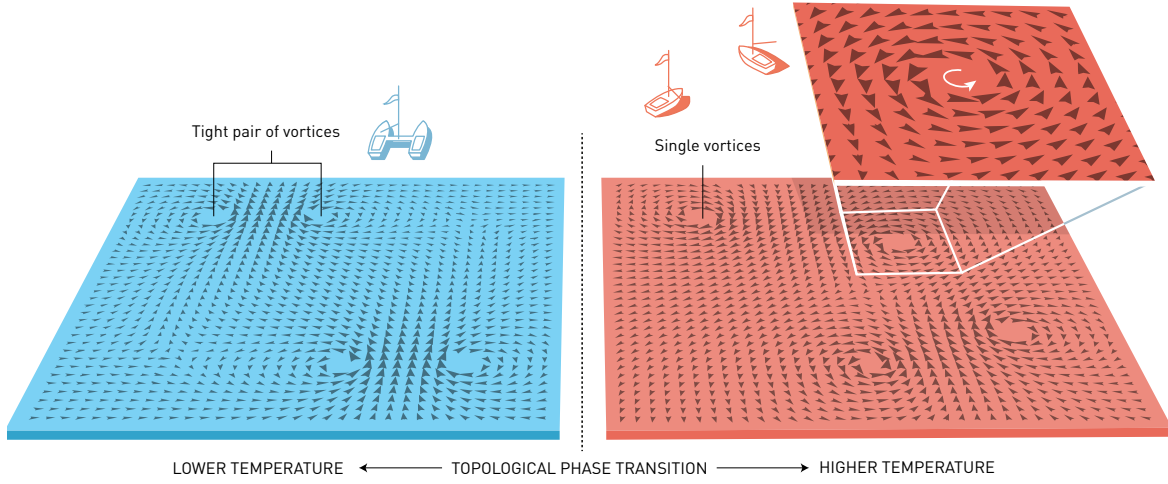 Tight pair of vortices
Single vortices
LOWER TEMPERATURE
TOPOLOGICAL PHASE TRANSITION
HIGHER TEMPERATURE